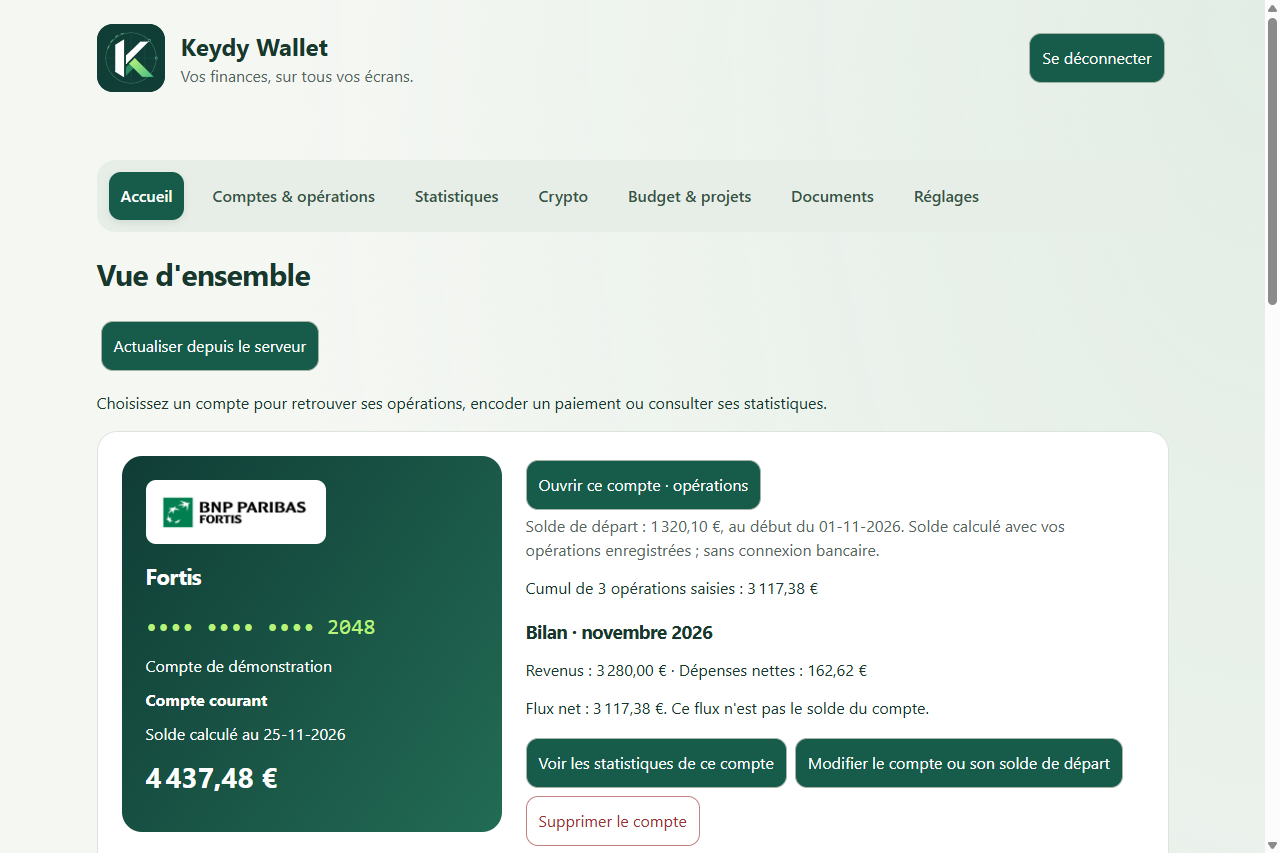 Keydy Wallet
Vos finances, sur tous vos écrans.
Se déconnecter
Accueil
Comptes & opérations
Statistiques
Crypto
Budget & projets
Documents
Réglages
Vue d'ensemble
Actualiser depuis le serveur
Choisissez un compte pour retrouver ses opérations, encoder un paiement ou consulter ses statistiques.
BNP PARIBAS
FORTIS
Fortis
•••• •••• •••• 2048
Compte de démonstration
Compte courant
Solde calculé au 25-11-2026
4 437,48 €
Ouvrir ce compte · opérations
Solde de départ : 1 320,10 €, au début du 01-11-2026. Solde calculé avec vos
opérations enregistrées ; sans connexion bancaire.
Cumul de 3 opérations saisies : 3 117,38 €
Bilan · novembre 2026
Revenus : 3 280,00 € · Dépenses nettes : 162,62 €
Flux net : 3 117,38 €. Ce flux n'est pas le solde du compte.
Voir les statistiques de ce compte
Modifier le compte ou son solde de départ
Supprimer le compte